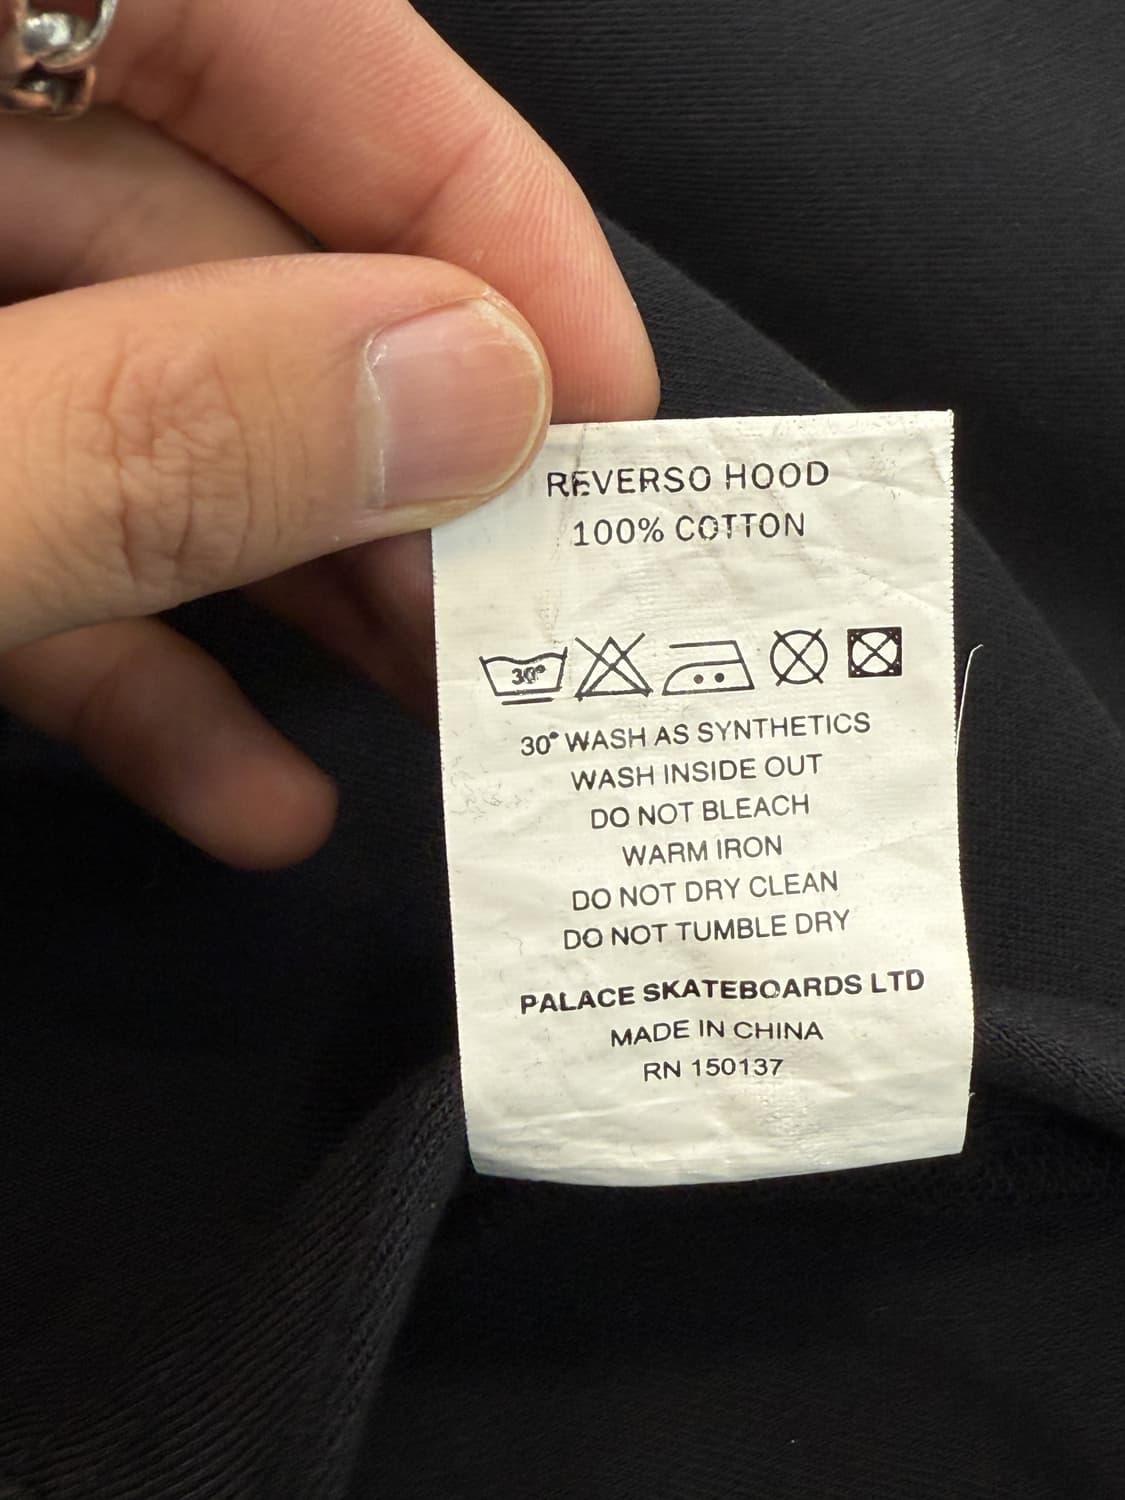 REVERSO HOOD
100% COTTON
30°
30° WASH AS SYNTHETICS
WASH INSIDE OUT
DO NOT BLEACH
WARM IRON
DO NOT DRY CLEAN
DO NOT TUMBLE DRY
PALACE SKATEBOARDS LTD
MADE IN CHINA
RN 150137